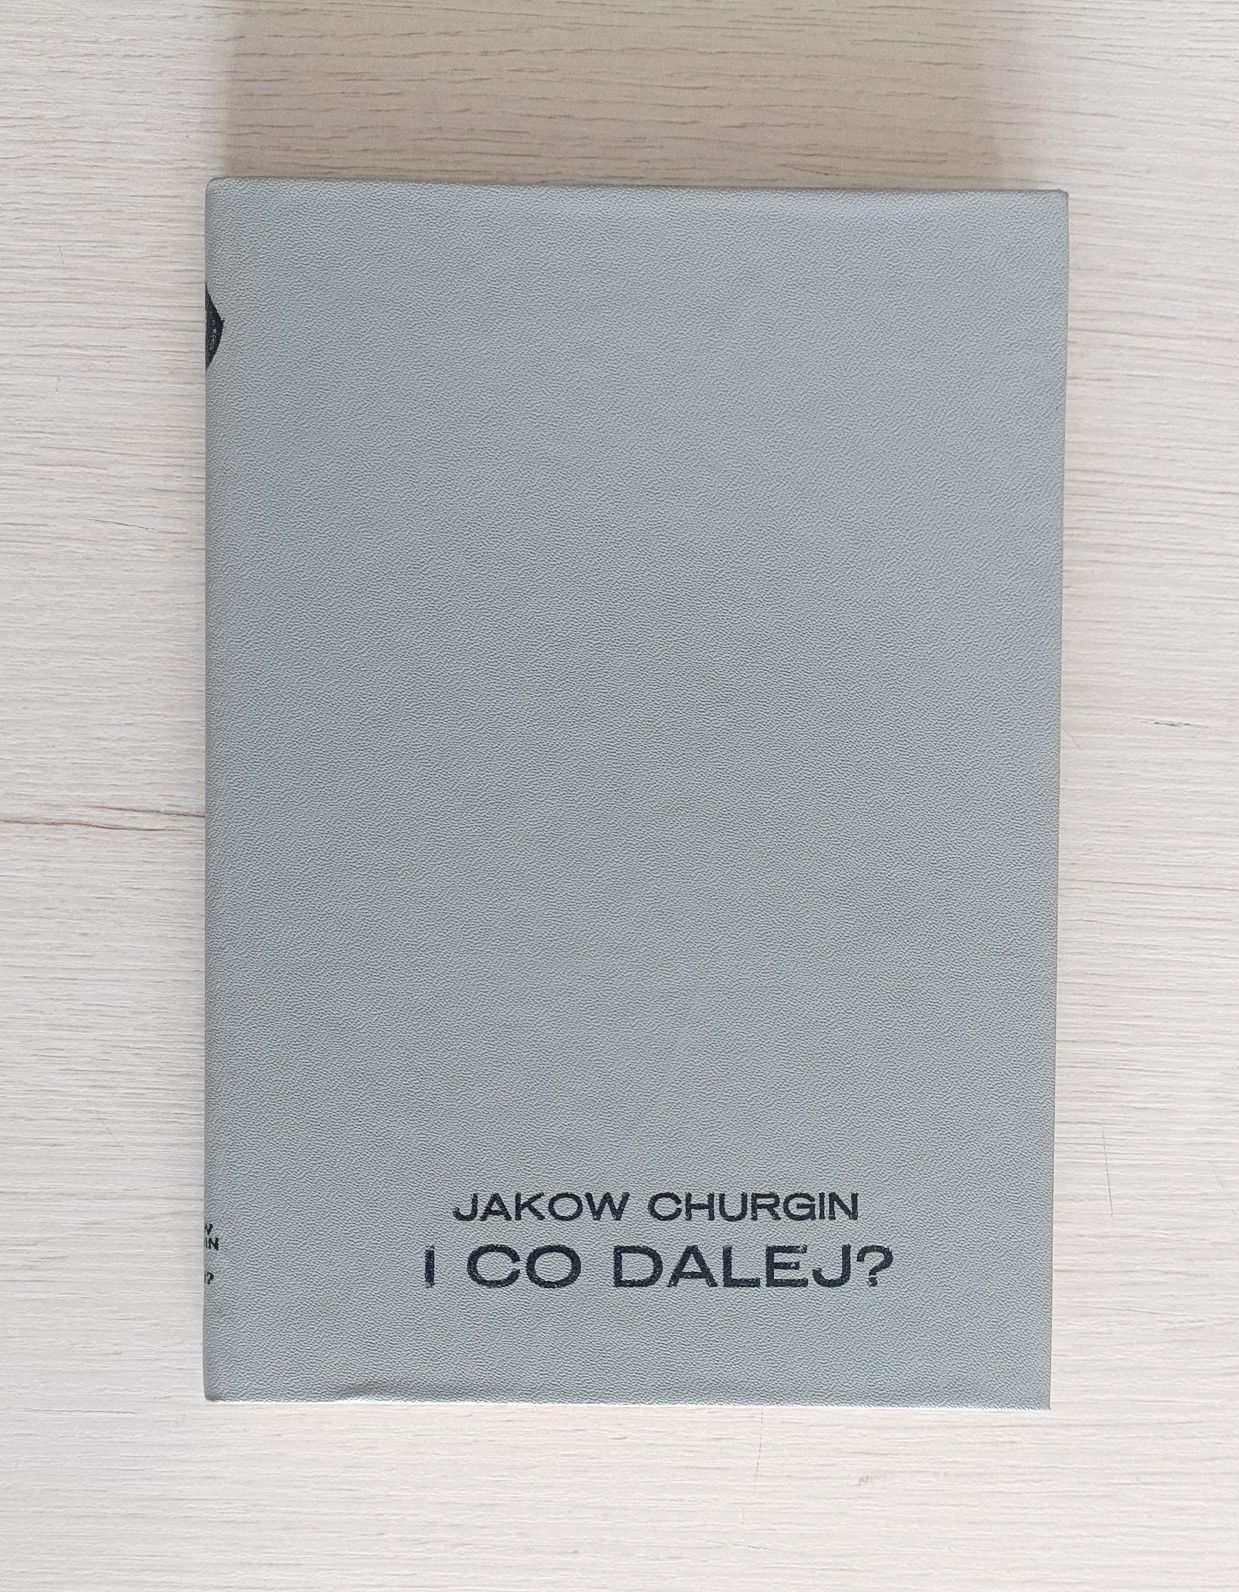 JAKOW CHURGIN
I CO DALEJ?